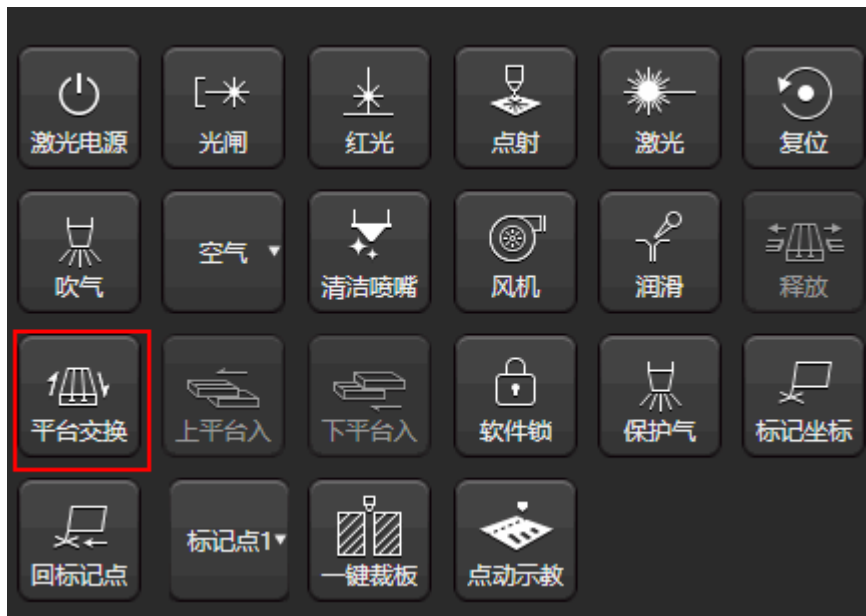 激光电源
光闸
红光
点射
激光
复位
吹气
空气
清洁喷嘴
风机
润滑
释放
平台交换
上平台入
下平台入
软件锁
保护气
标记坐标
回标记点
标记点1
一键裁板
点动示教